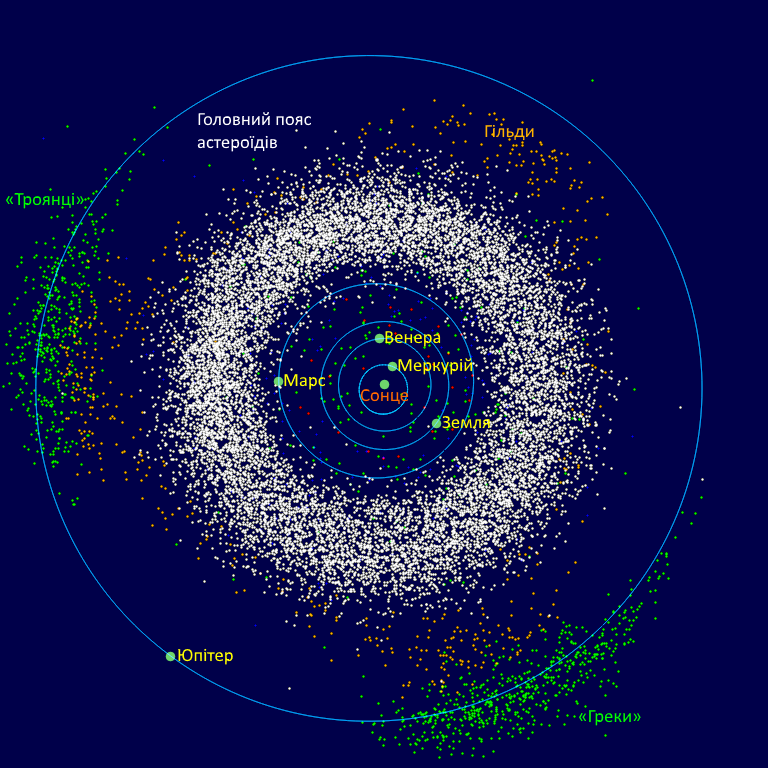 Головний пояс
астероїдів
Гільди
«Троянці»
Венера
Меркурій
Марс
Сонце
Земля
Юпітер
«Греки»